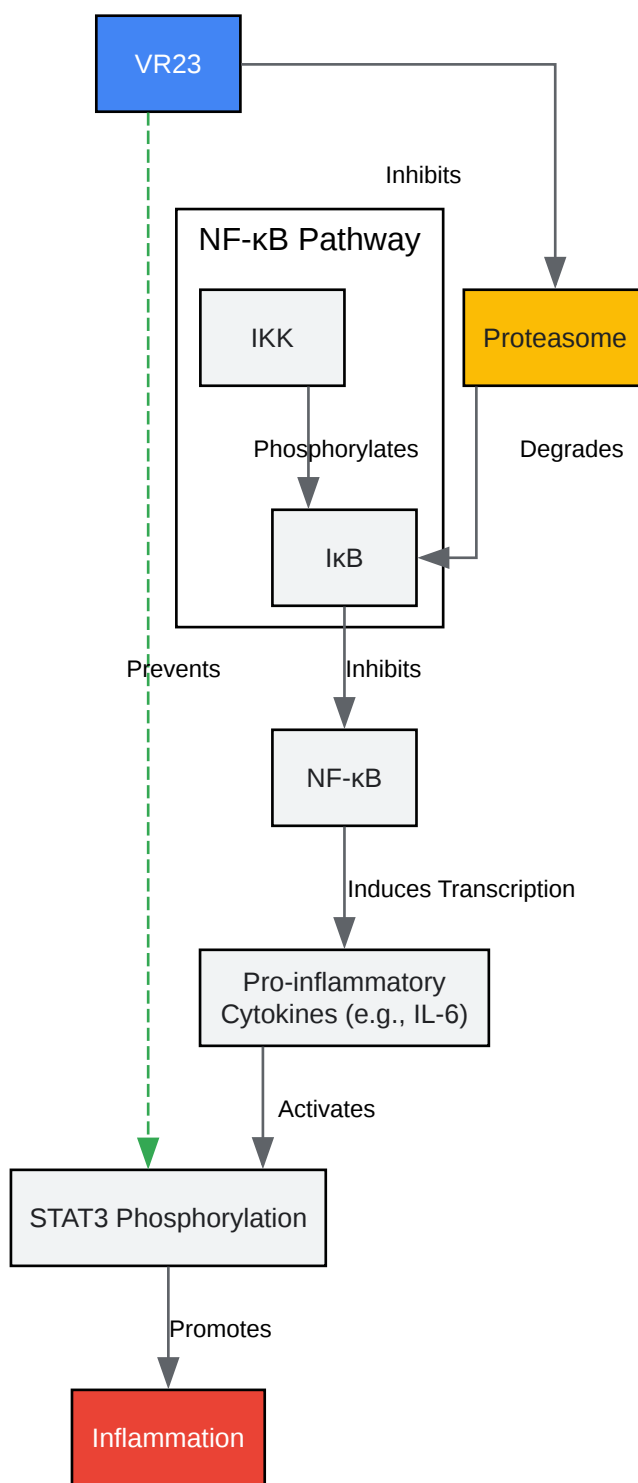 VR23
Inhibits
NF-κB Pathway
IKK
Proteasome
Phosphorylates
Degrades
IκB
Prevents
Inhibits
NF-κB
Induces Transcription
Pro-inflammatory
Cytokines (e.g., IL-6)
Activates
STAT3 Phosphorylation
Promotes
Inflammation